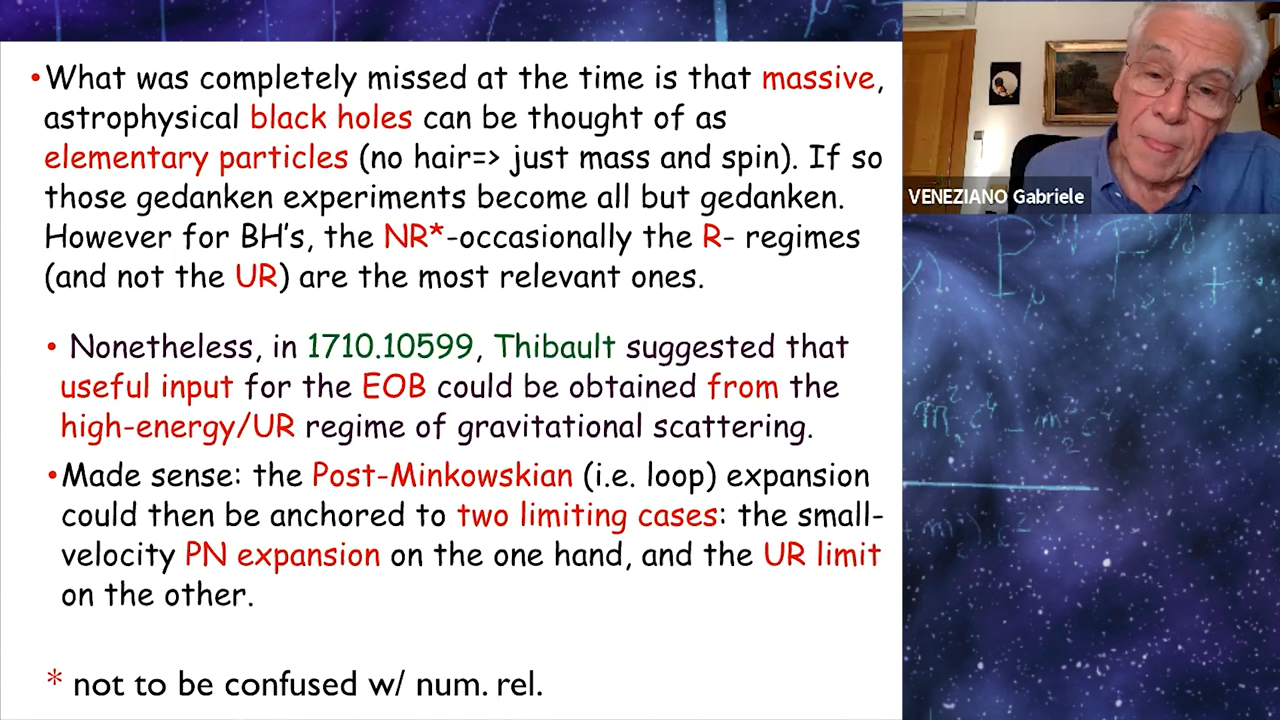 •What was completely missed at the time is that massive,
astrophysical black holes can be thought of as
elementary particles (no hair=> just mass and spin). If so
those gedanken experiments become all but gedanken.
However for BH's, the NR*-occasionally the R- regimes
(and not the UR) are the most relevant ones.
• Nonetheless, in 1710.10599, Thibault suggested that
useful input for the EOB could be obtained from the
high-energy/UR regime of gravitational scattering.
•Made sense: the Post-Minkowskian (i.e. loop) expansion
could then be anchored to two limiting cases: the small-
velocity PN expansion on the one hand, and the UR limit
on the other.
* not to be confused w/ num. rel.
VENEZIANO Gabriele